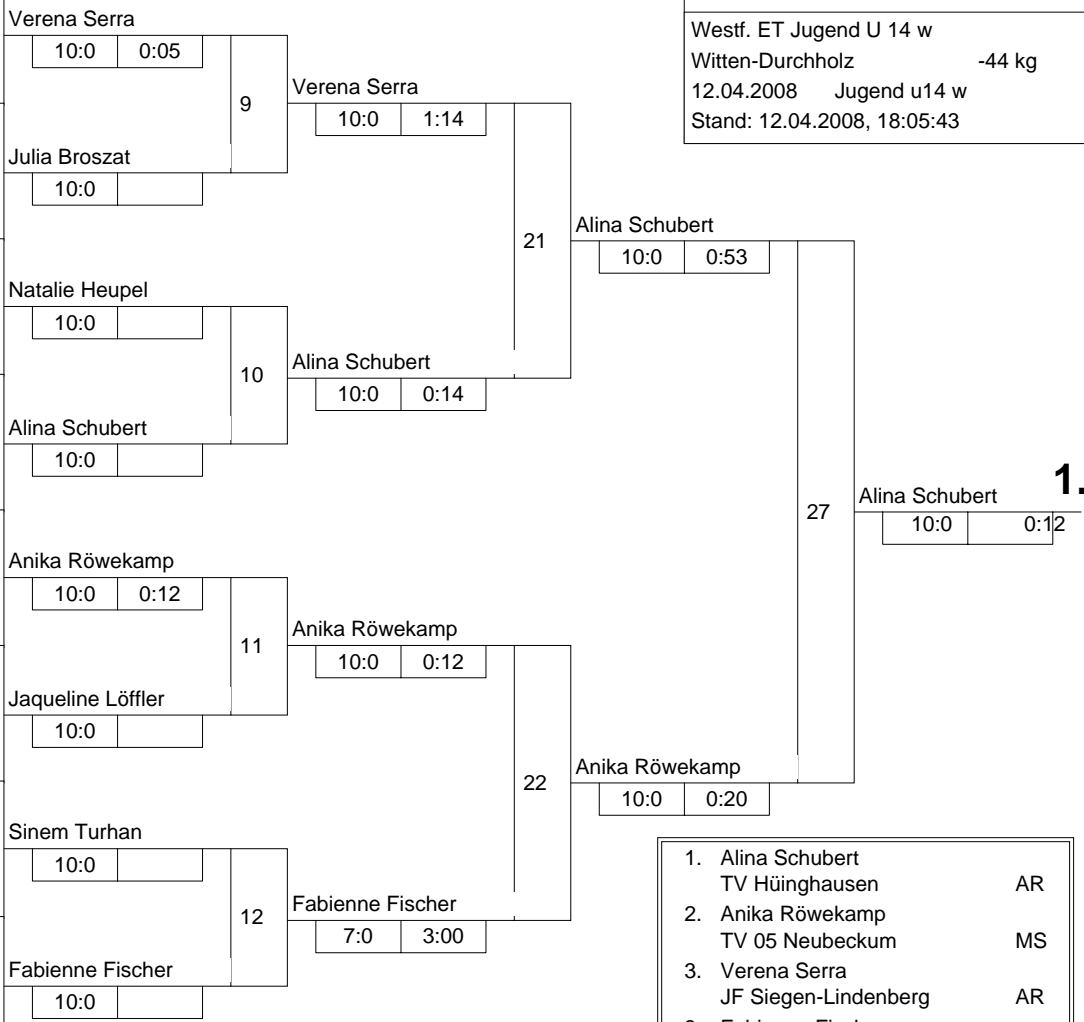 Verena Serra
10:0 0:05
9
Julia Broszat
10:0
Natalie Heupel
10:0
10
Alina Schubert
10:0
Anika Röwekamp
10:0 0:12
11
Jaqueline Löffler
10:0
Sinem Turhan
10:0
12
Fabienne Fischer
10:0
Verena Serra
10:0 1:14
21
Alina Schubert
10:0 0:14
Anika Röwekamp
10:0 0:12
22
Fabienne Fischer
7:0 3:00
Alina Schubert
10:0 0:53
27
Anika Röwekamp
10:0 0:20
Alina Schubert 1.
10:0 0:12
Westf. ET Jugend U 14 w
Witten-Durchholz -44 kg
12.04.2008 Jugend u14 w
Stand: 12.04.2008, 18:05:43
1. Alina Schubert
TV Hüinghausen AR
2. Anika Röwekamp
TV 05 Neubeckum MS
3. Verena Serra
JF Siegen-Lindenberg AR
3. Fabienne Fischer